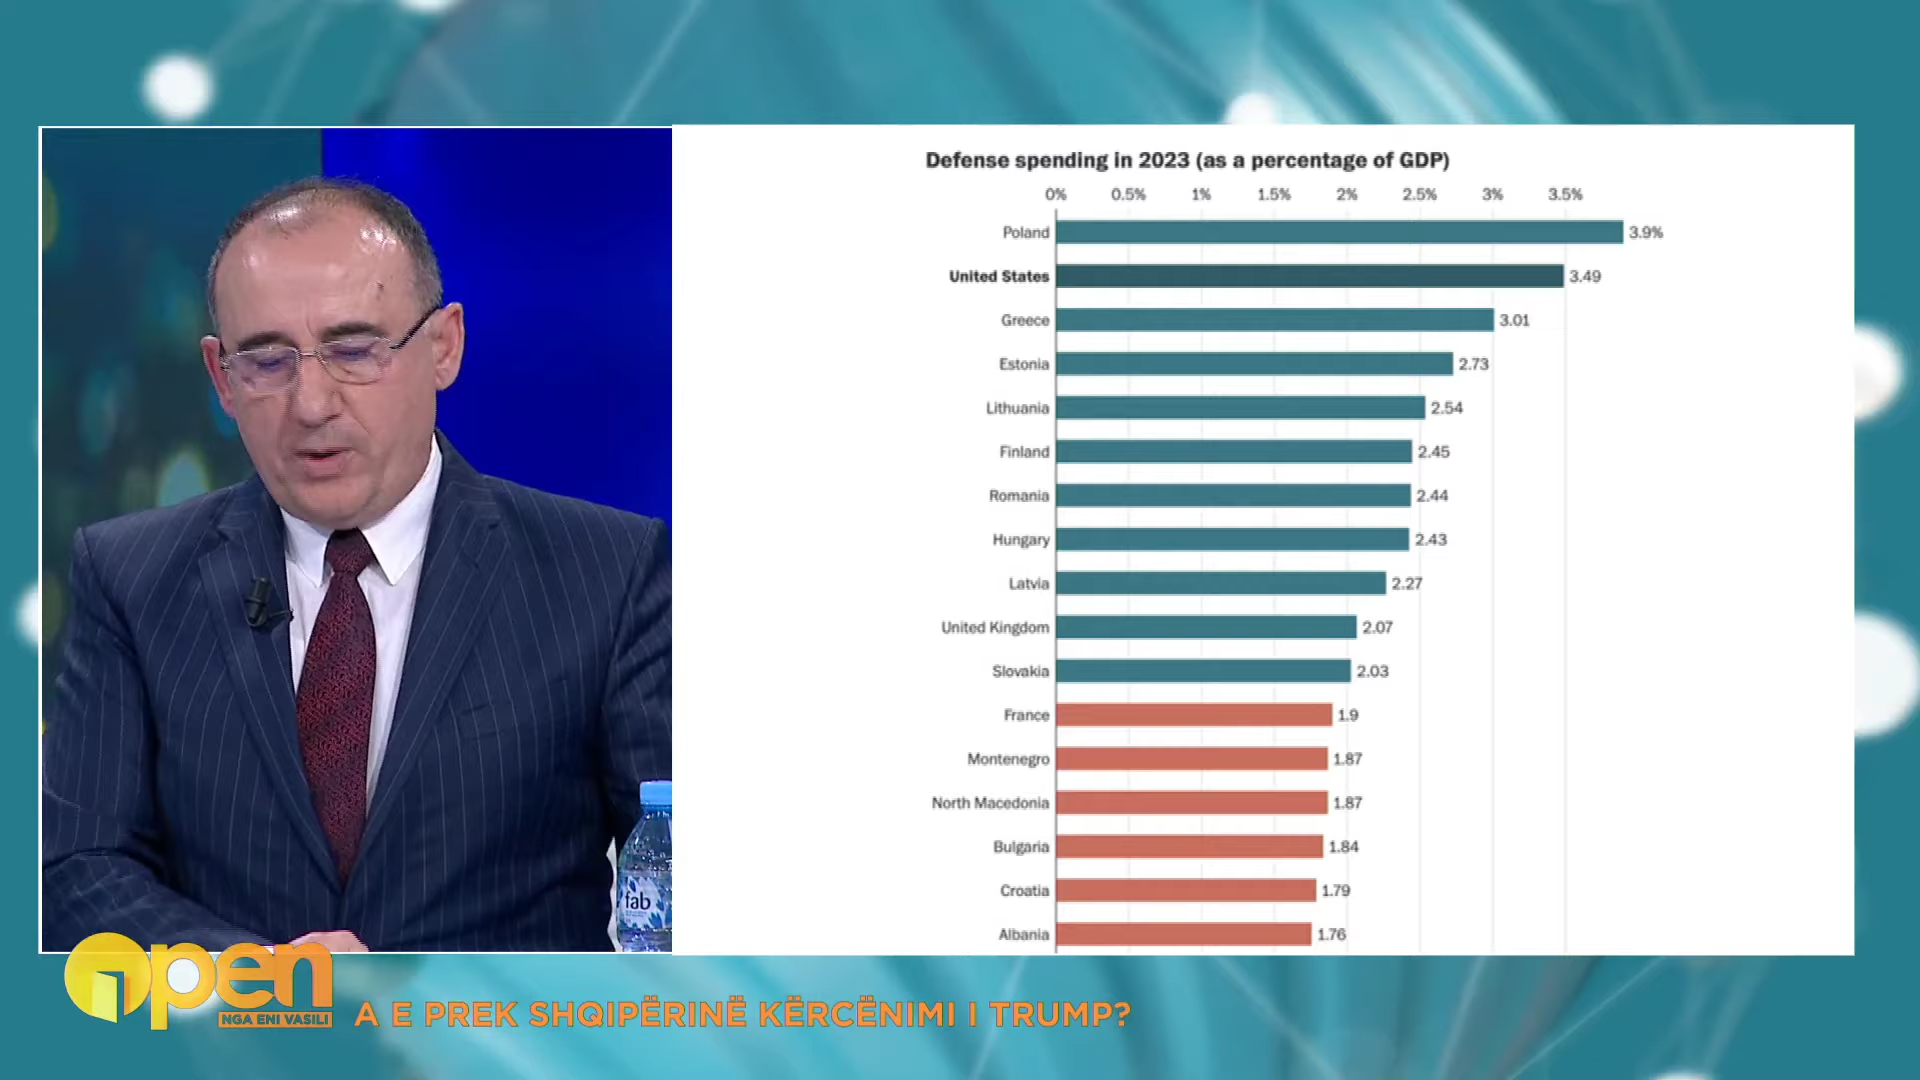 Defense spending in 2023 (as a percentage of GDP)
0% 0.5% 1% 1.5% 2% 2.5% 3% 3.5%
Poland 3.9%
United States 3.49
Greece 3.01
Estonia 2.73
Lithuania 2.54
Finland 2.45
Romania 2.44
Hungary 2.43
Latvia 2.27
United Kingdom 2.07
Slovakia 2.03
France 1.9
Montenegro 1.87
North Macedonia 1.87
Bulgaria 1.84
Croatia 1.79
Albania 1.76
fab
Open
NGA ENI VASILI
A E PREK SHQIPËRINË KËRCËNIMI I TRUMP?